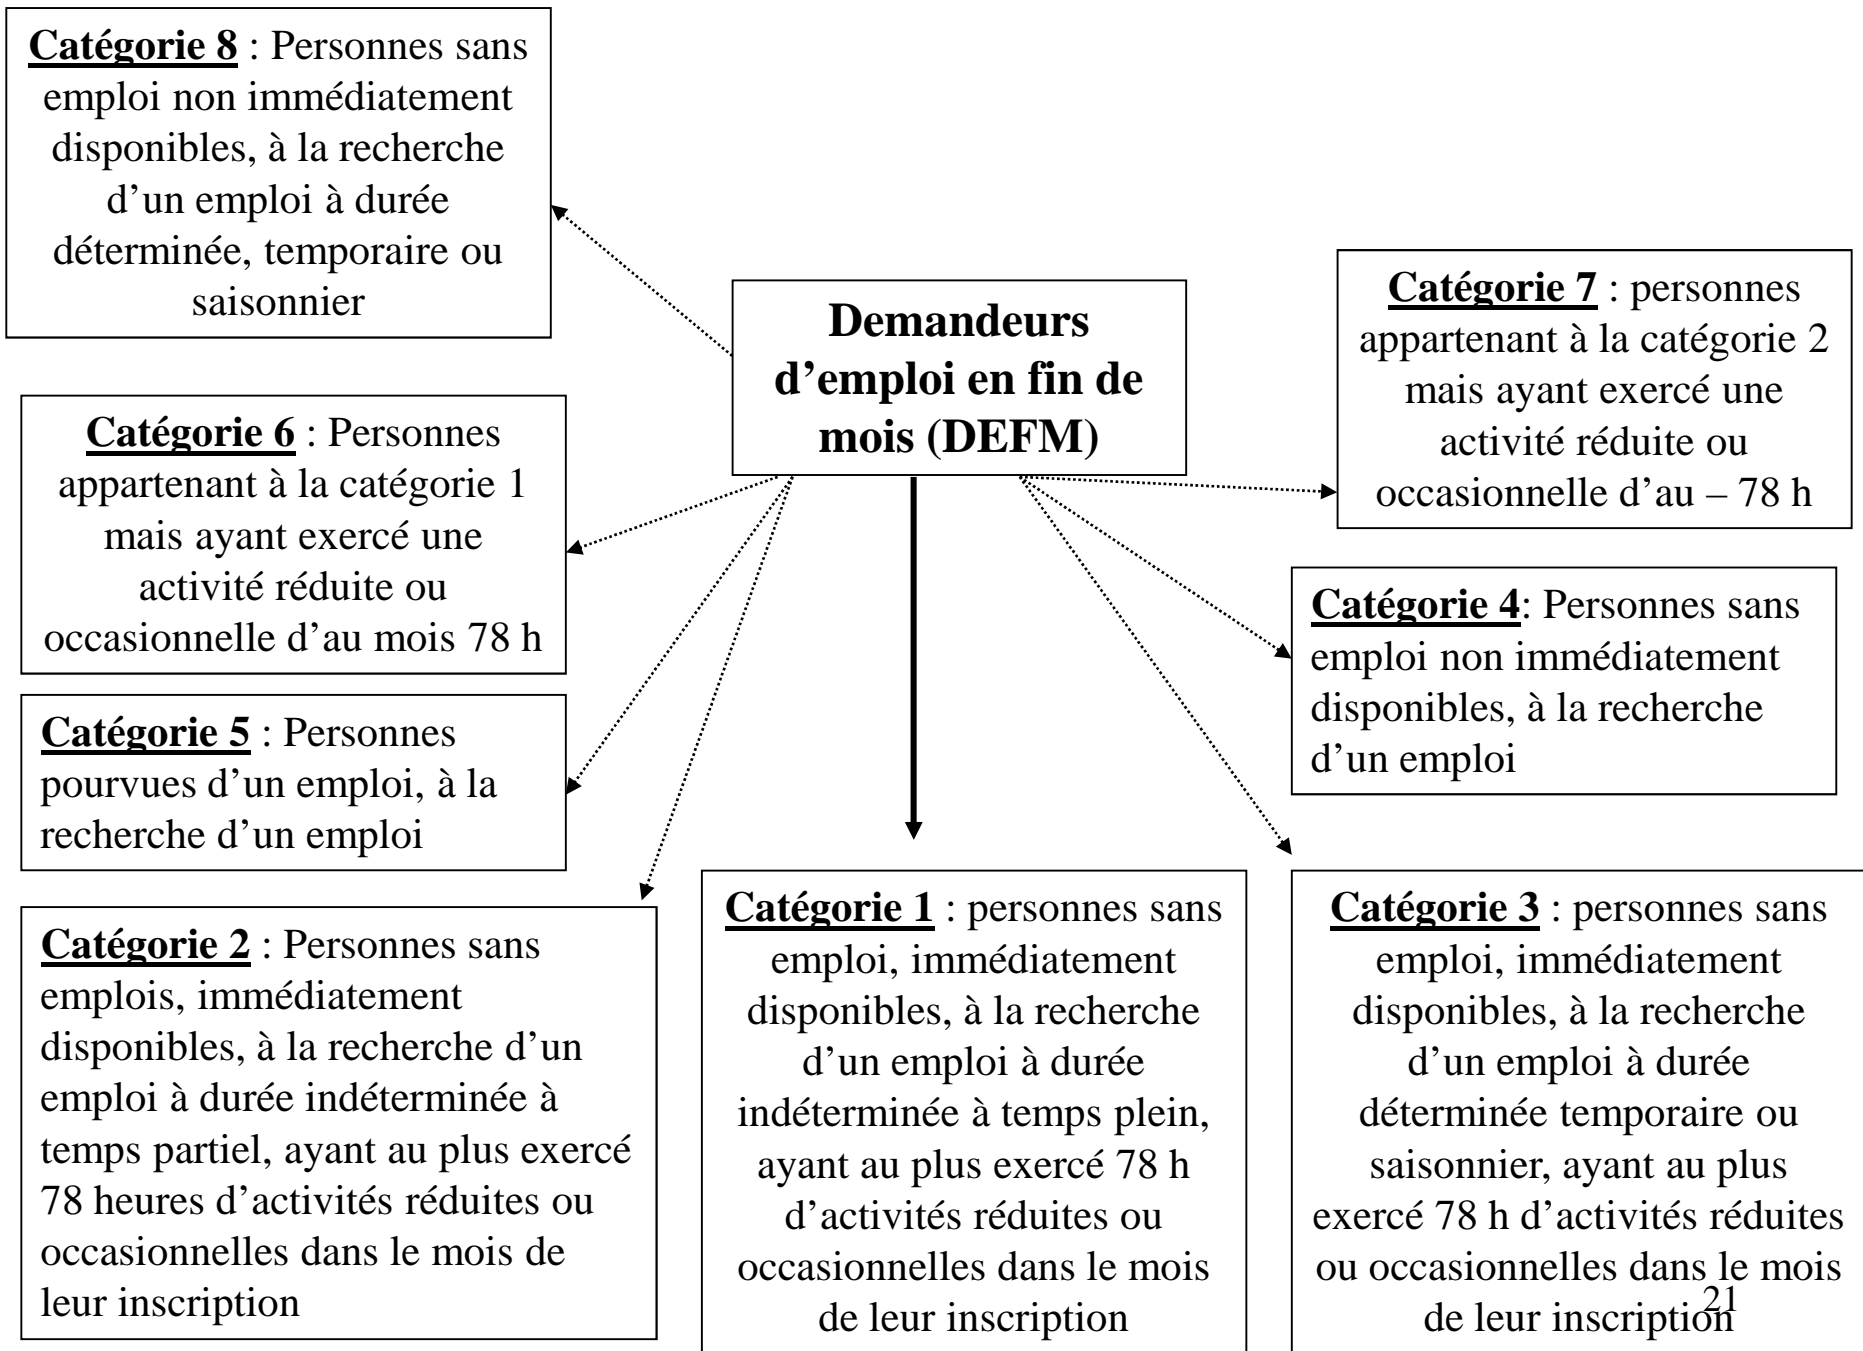 Catégorie 8 : Personnes sans
emploi non immédiatement
disponibles, à la recherche
d’un emploi à durée
déterminée, temporaire ou
saisonnier
Demandeurs
d’emploi en fin de
mois (DEFM)
Catégorie 7 : personnes
appartenant à la catégorie 2
mais ayant exercé une
activité réduite ou
occasionnelle d’au – 78 h
Catégorie 6 : Personnes
appartenant à la catégorie 1
mais ayant exercé une
activité réduite ou
occasionnelle d’au mois 78 h
Catégorie 4: Personnes sans
emploi non immédiatement
disponibles, à la recherche
d’un emploi
Catégorie 5 : Personnes
pourvues d’un emploi, à la
recherche d’un emploi
Catégorie 2 : Personnes sans
emplois, immédiatement
disponibles, à la recherche d’un
emploi à durée indéterminée à
temps partiel, ayant au plus exercé
78 heures d’activités réduites ou
occasionnelles dans le mois de
leur inscription
Catégorie 1 : personnes sans
emploi, immédiatement
disponibles, à la recherche
d’un emploi à durée
indéterminée à temps plein,
ayant au plus exercé 78 h
d’activités réduites ou
occasionnelles dans le mois
de leur inscription
Catégorie 3 : personnes sans
emploi, immédiatement
disponibles, à la recherche
d’un emploi à durée
déterminée temporaire ou
saisonnier, ayant au plus
exercé 78 h d’activités réduites
ou occasionnelles dans le mois
de leur inscription
21